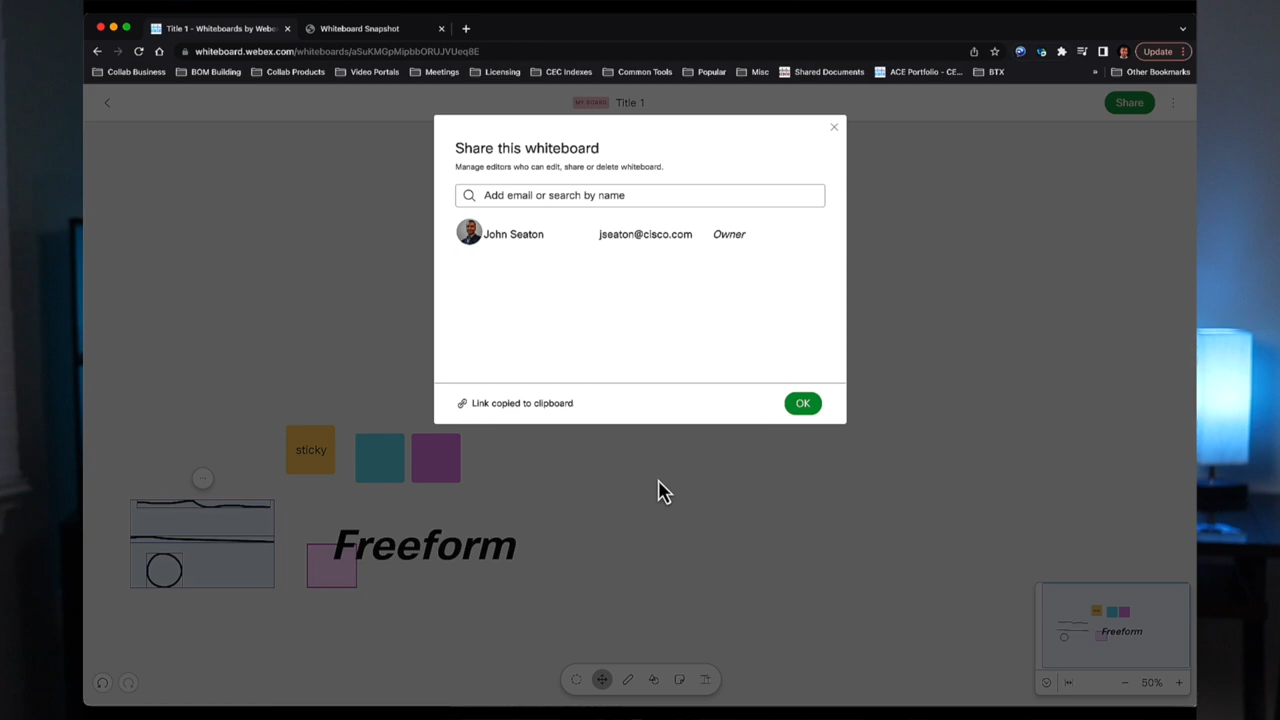 Title 1 - Whiteboards by Webex
Whiteboard Snapshot
whiteboard.webex.com/whiteboards/aSuKMGpMipbbORUJVUeq8E
Update
Collab Business
BOM Building
Collab Products
Video Portals
Meetings
Licensing
CEC Indexes
Common Tools
Popular
Misc
Shared Documents
ACE Portfolio - CE...
BTX
»
Other Bookmarks
MY BOARD
Title 1
Share
Share this whiteboard
Manage editors who can edit, share or delete whiteboard.
Add email or search by name
John Seaton
jseaton@cisco.com
Owner
Link copied to clipboard
OK
sticky
Freeform
Freeform
50%